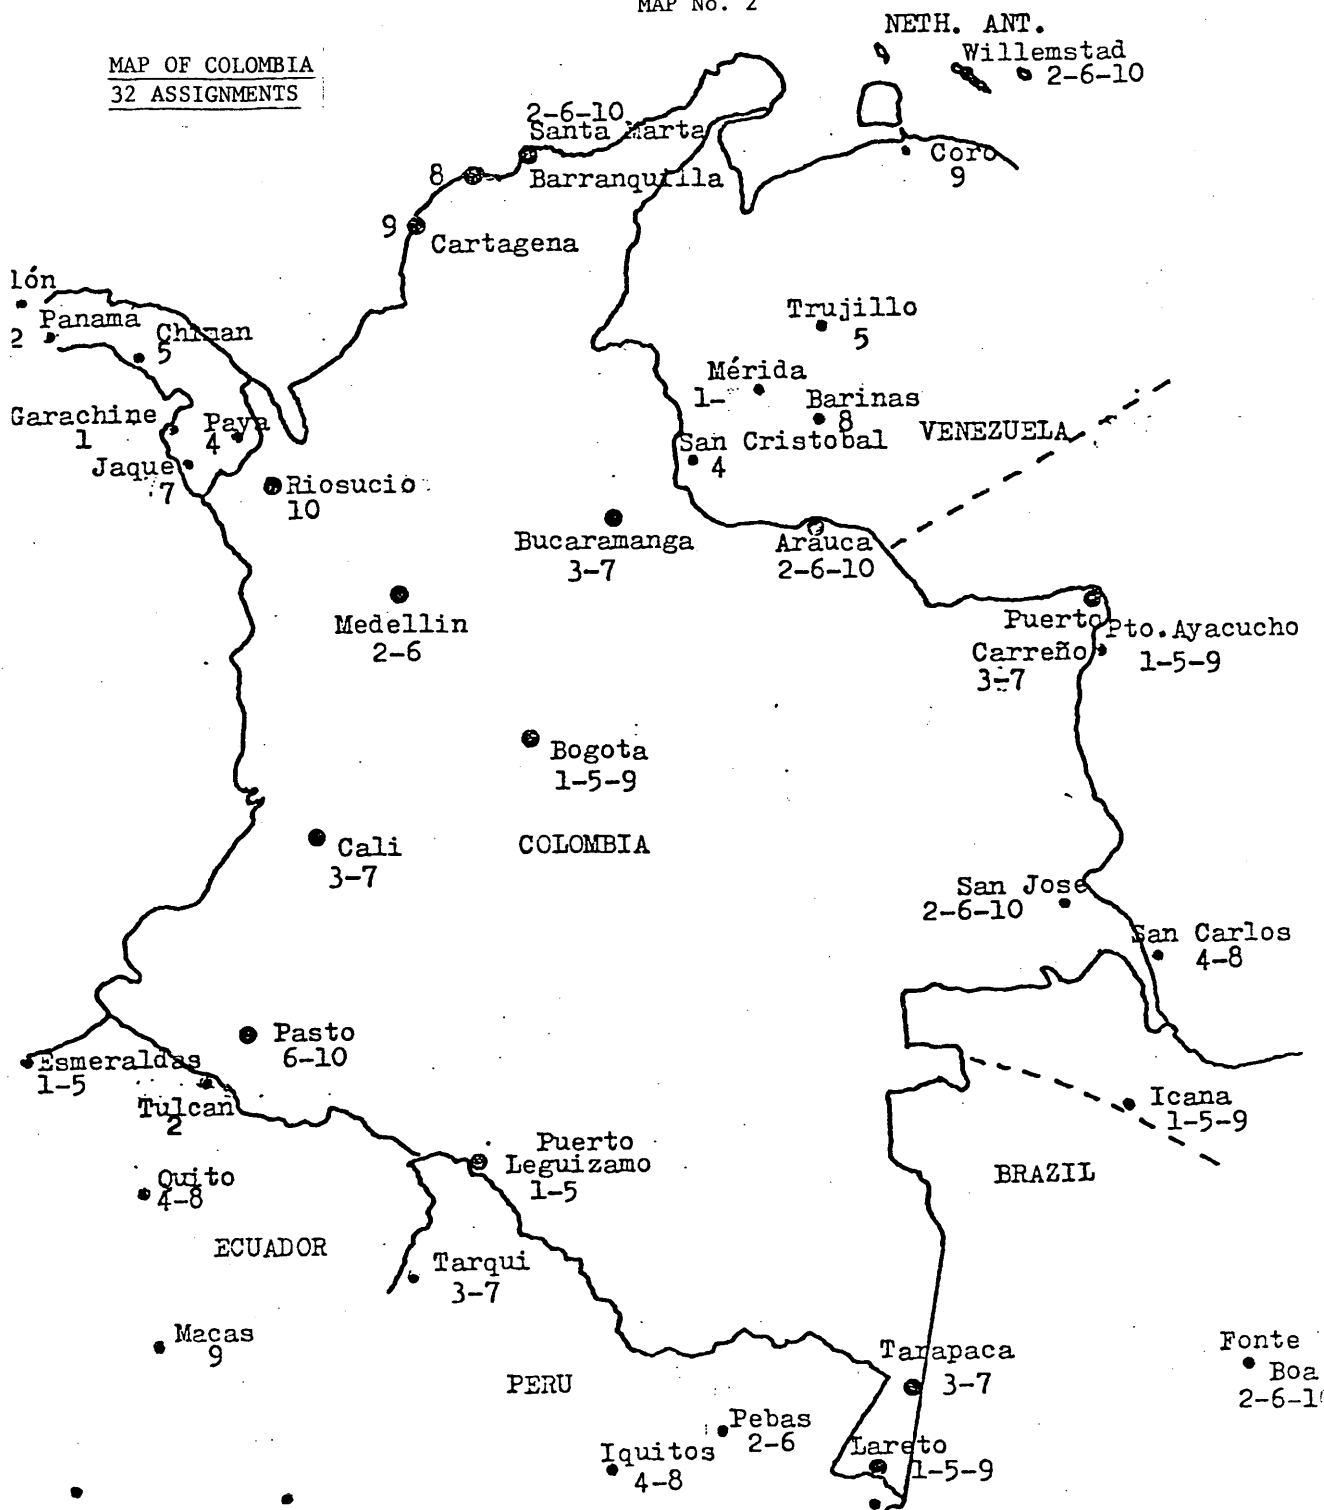 MAP No. 2
NETH. ANT.
MAP OF COLOMBIA
32 ASSIGNMENTS
Willemstad
2-6-10
2-6-10
Santa Marta
8
Barranquilla
Coro
9
9
Cartagena
lón
Panamá
2
Chiman
5
Trujillo
5
Mérida
1-
Barinas
8
Garachine
1
Paya
4
VENEZUELA
San Cristobal
4
Jaque
7
Riosucio
10
Bucaramanga
3-7
Arauca
2-6-10
Medellin
2-6
Puerto
Carreño
3-7
Pto. Ayacucho
1-5-9
Bogota
1-5-9
Cali
3-7
COLOMBIA
San Jose
2-6-10
San Carlos
4-8
Pasto
6-10
Esmeraldas
1-5
Tulcan
2
Icana
1-5-9
Puerto
Leguizamo
1-5
BRAZIL
Quito
4-8
ECUADOR
Tarqui
3-7
Macas
9
Tarapaca
3-7
Fonte
Boa
2-6-1
PERU
Pebas
2-6
Iquitos
4-8
Lareto
1-5-9